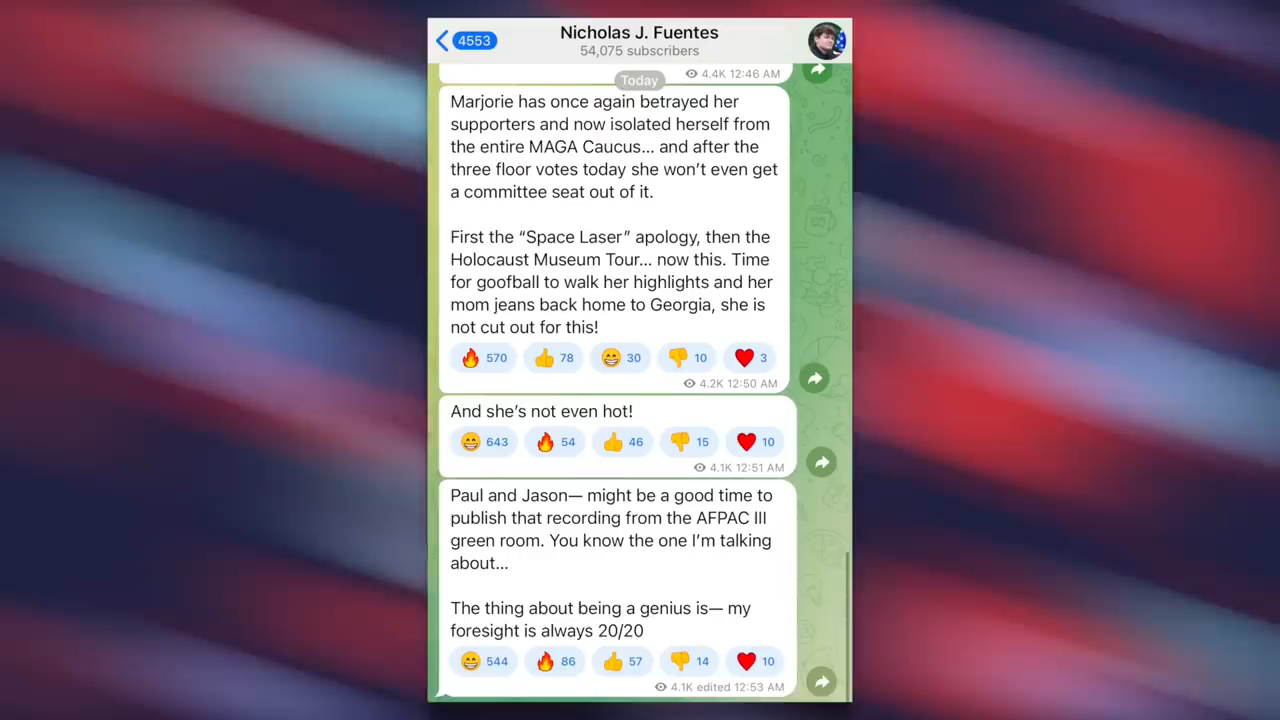 4553
Nicholas J. Fuentes
54,075 subscribers
4.4K 12:46 AM
Today
Marjorie has once again betrayed her
supporters and now isolated herself from
the entire MAGA Caucus... and after the
three floor votes today she won’t even get
a committee seat out of it.
First the “Space Laser” apology, then the
Holocaust Museum Tour... now this. Time
for goofball to walk her highlights and her
mom jeans back home to Georgia, she is
not cut out for this!
🔥 570 👍 78 😁 30 👎 10 ❤️ 3
4.2K 12:50 AM
And she’s not even hot!
😁 643 🔥 54 👍 46 👎 15 ❤️ 10
4.1K 12:51 AM
Paul and Jason— might be a good time to
publish that recording from the AFPAC III
green room. You know the one I’m talking
about...
The thing about being a genius is— my
foresight is always 20/20
😁 544 🔥 86 👍 57 👎 14 ❤️ 10
4.1K edited 12:53 AM